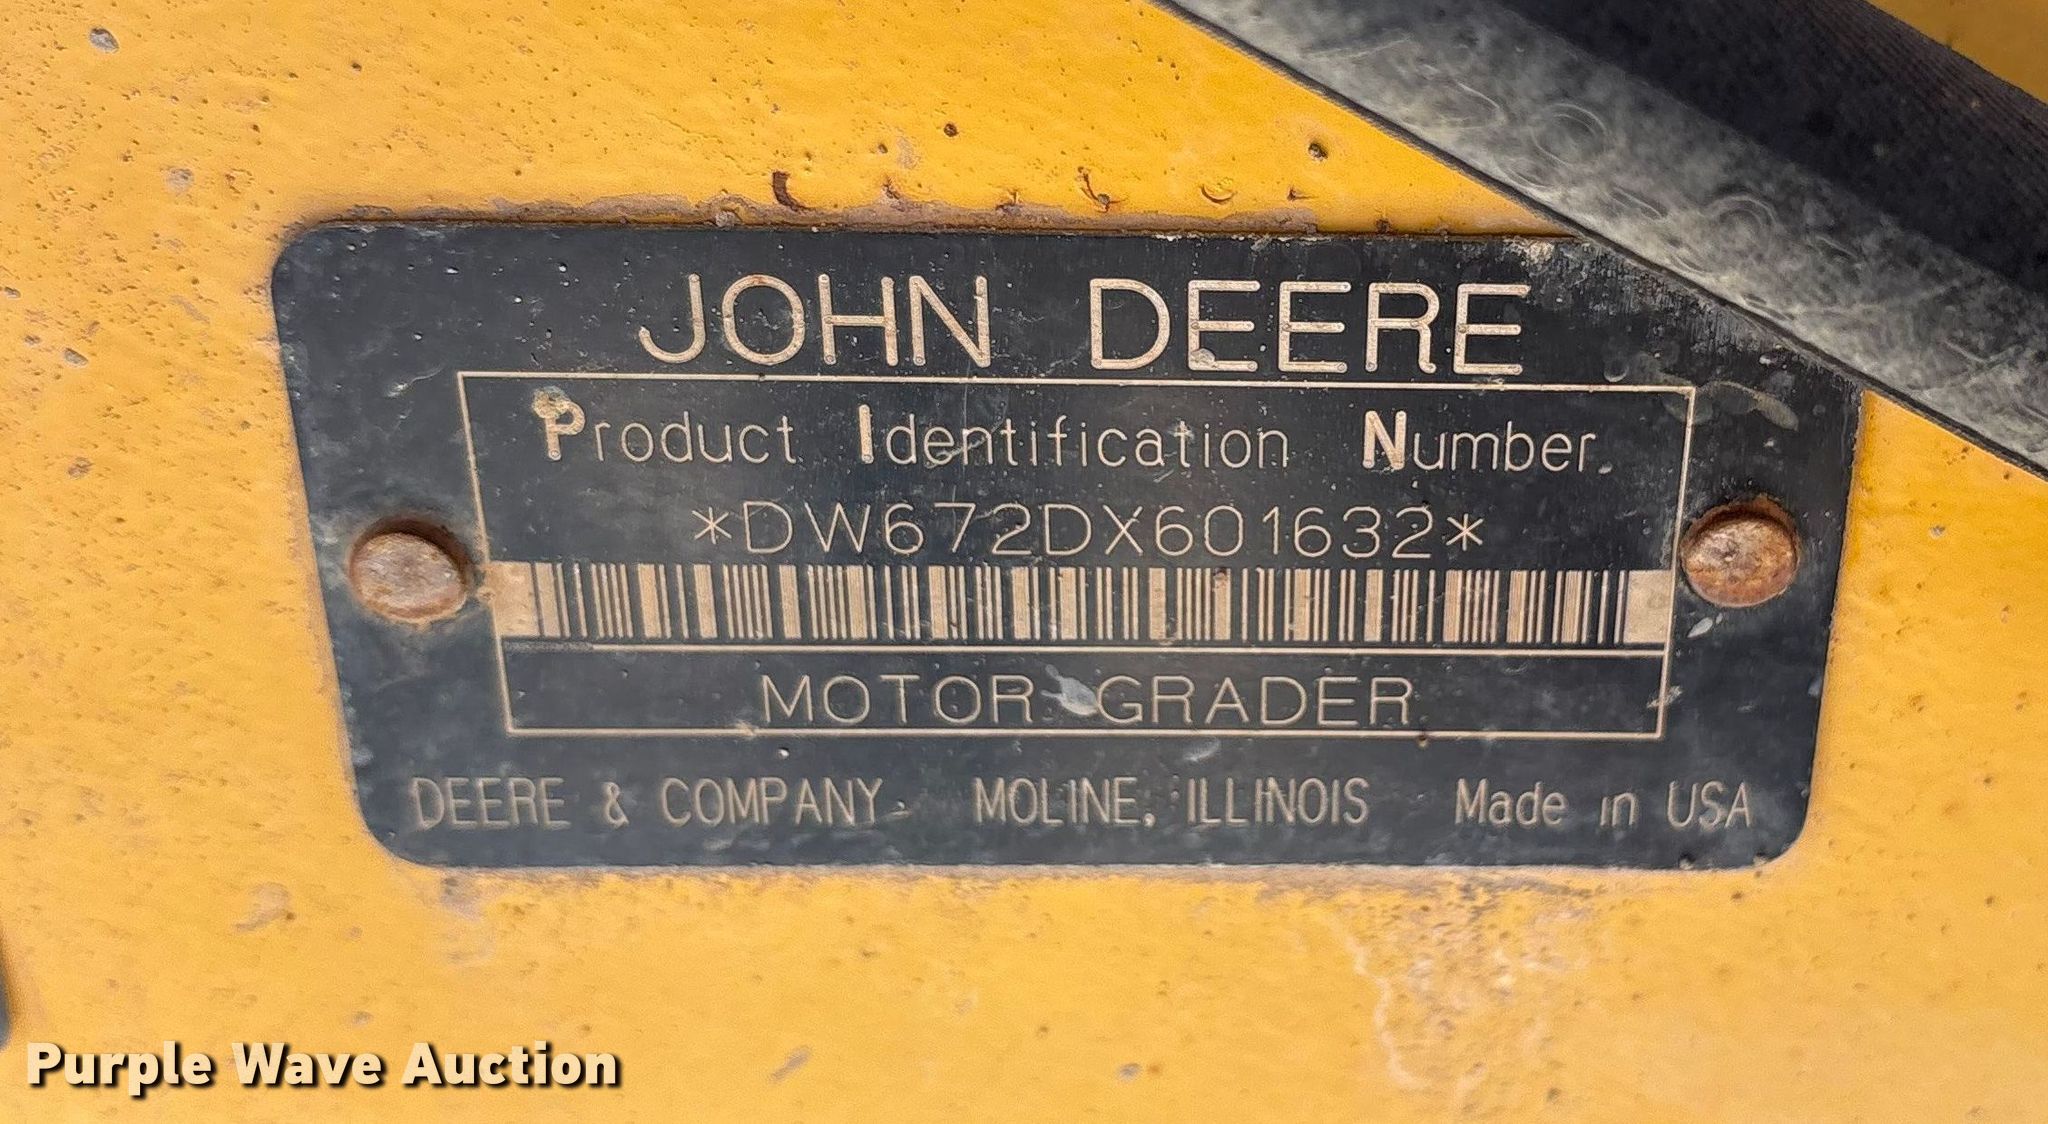 JOHN DEERE
Product Identification Number
*DW672DX601632*
MOTOR GRADER
DEERE & COMPANY MOLINE, ILLINOIS Made in USA
Purple Wave Auction